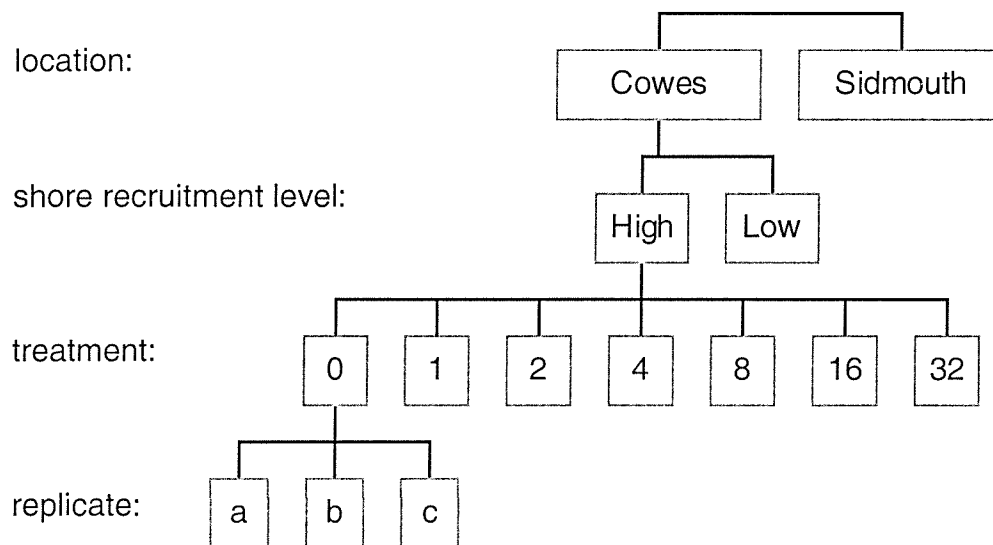 location:
Cowes Sidmouth
shore recruitment level:
High Low
treatment:
0 1 2 4 8 16 32
replicate:
a b c